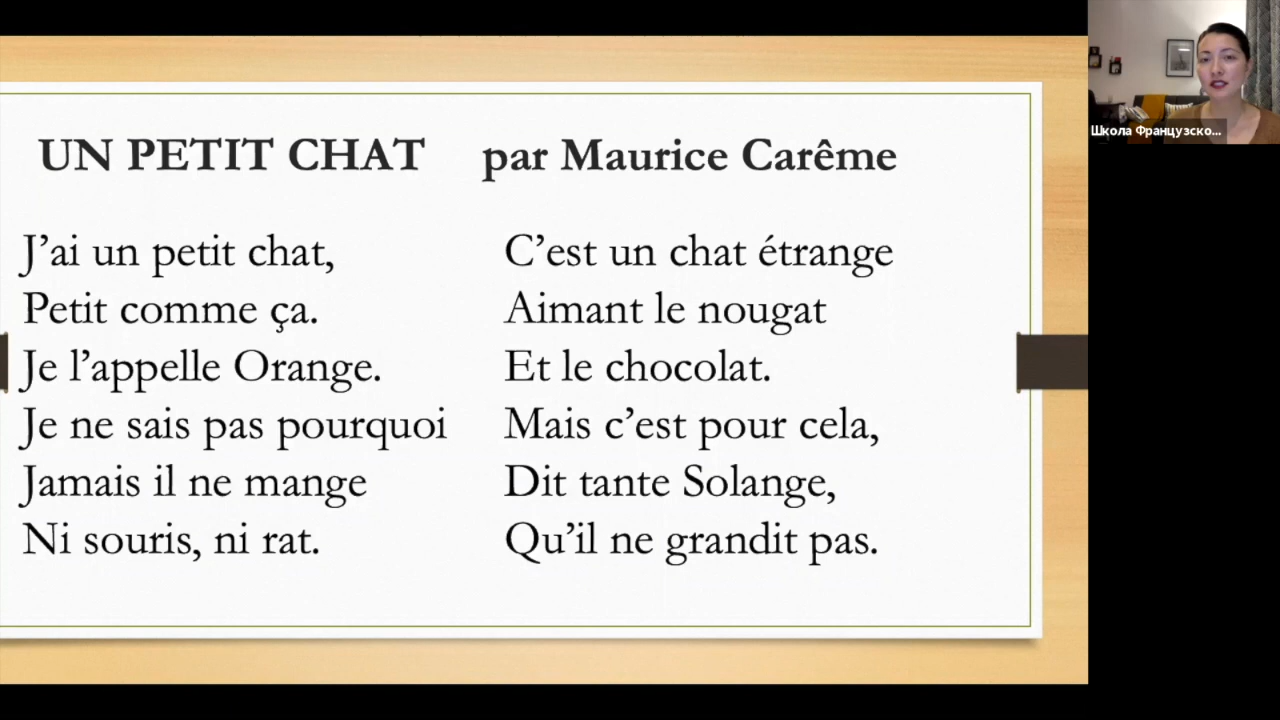 UN PETIT CHAT par Maurice Carême
J’ai un petit chat,
Petit comme ça.
Je l’appelle Orange.
Je ne sais pas pourquoi
Jamais il ne mange
Ni souris, ni rat.
C’est un chat étrange
Aimant le nougat
Et le chocolat.
Mais c’est pour cela,
Dit tante Solange,
Qu’il ne grandit pas.
Школа Французско...